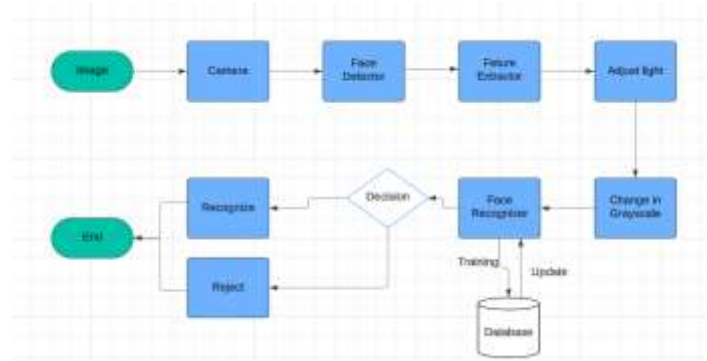 Image
Camera
Face
Detector
Feture
Extractor
Adjust light
Recognize
Decision
Face
Recogniser
Change in
Grayscale
End
Training
Update
Reject
Database